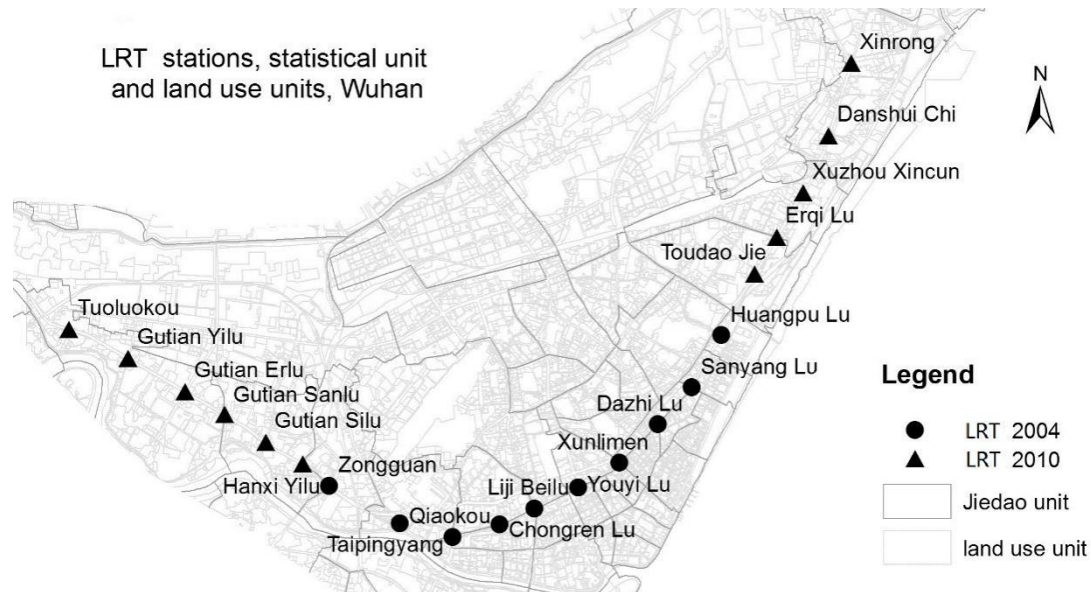 LRT stations, statistical unit
and land use units, Wuhan
Xinrong
N
Danshui Chi
Xuzhou Xincun
Erqi Lu
Toudao Jie
Huangpu Lu
Tuoluokou
Gutian Yilu
Sanyang Lu
Gutian Erlu
Legend
Gutian Sanlu
Dazhi Lu
Gutian Silu
LRT 2004
Xunlimen
LRT 2010
Zongguan
Hanxi Yilu
Liji Beilu
Youyi Lu
Jiedao unit
Qiaokou
Chongren Lu
Taipingyang
land use unit